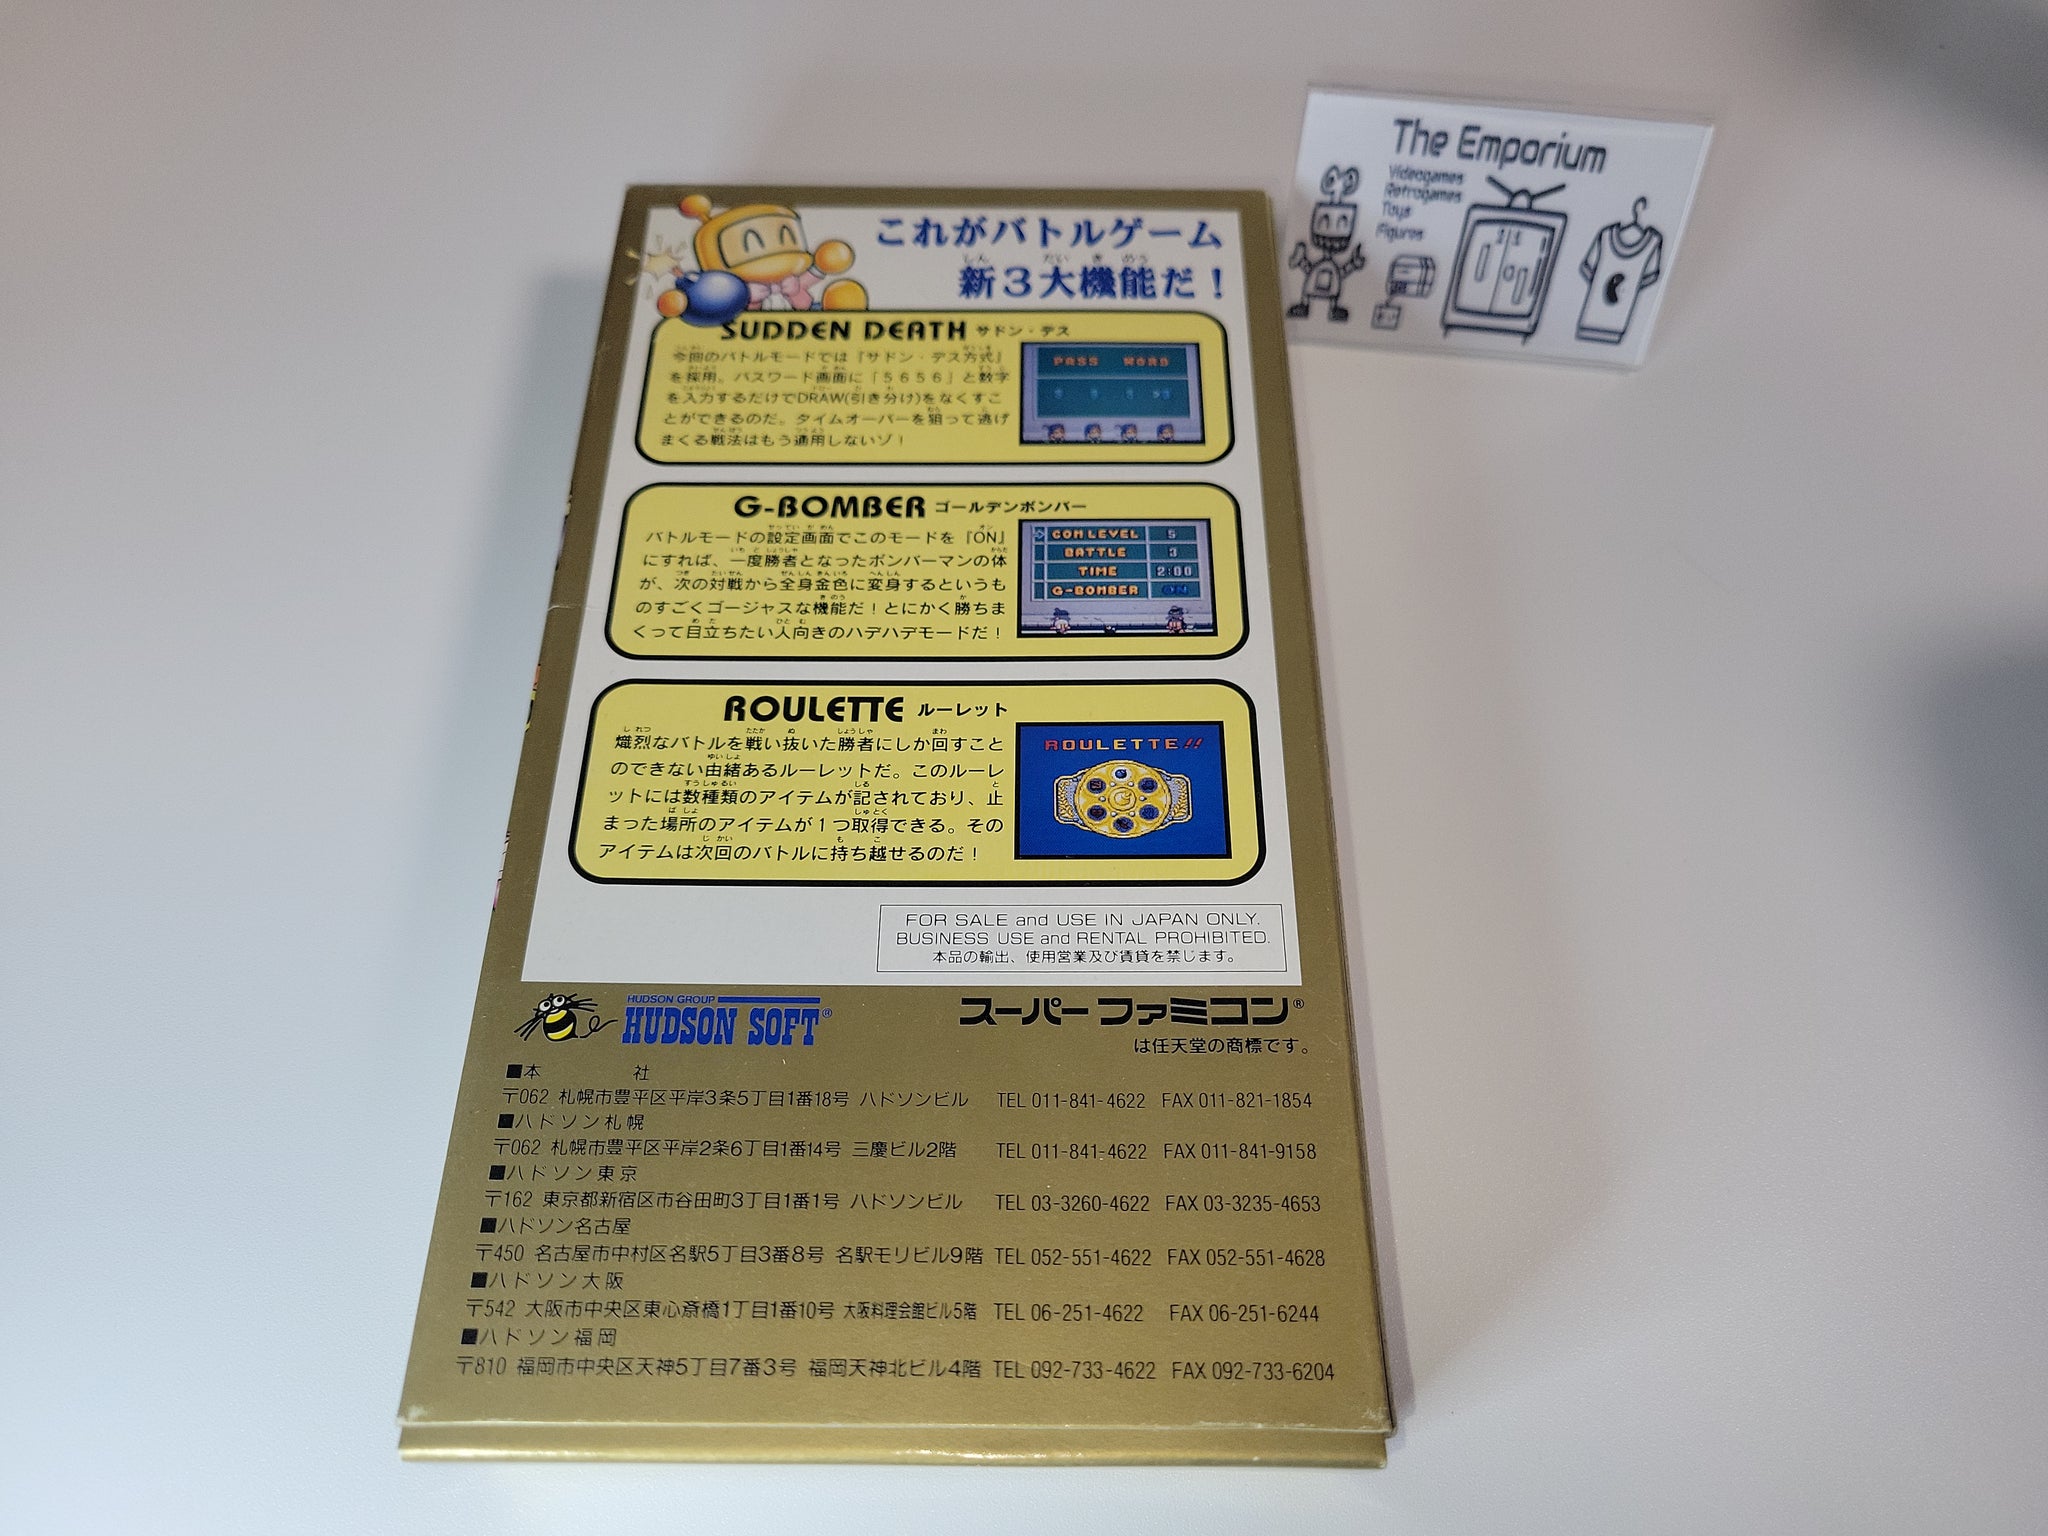 The Emporium
Videogames
Retrogames
Toys
Figures
これがバトルゲーム
新3大機能だ!
SUDDEN DEATH サドン・デス
今回のバトルモードでは『サドン・デス方式』
を採用。パスワード画面に「5656」と数字
を入力するだけでDRAW(引き分け)をなくすこ
とができるのだ。タイムオーバーを狙って逃げ
まくる戦法はもう通用しないゾ!
PASS WORD
G-BOMBER ゴールデンボンバー
バトルモードの設定画面でこのモードを『ON』
にすれば、一度勝者となったボンバーマンの体
が、次の対戦から全身金色に変身するというも
のすごくゴージャスな機能だ!とにかく勝ちま
くって目立ちたい人向きのハデハデモードだ!
COM LEVEL 5
BATTLE 3
TIME 2:00
G-BOMBER ON
ROULETTE ルーレット
熾烈なバトルを戦い抜いた勝者にしか回すこと
のできない由緒あるルーレットだ。このルーレ
ットには数種類のアイテムが記されており、止
まった場所のアイテムが1つ取得できる。その
アイテムは次回のバトルに持ち越せるのだ!
ROULETTE!!
FOR SALE and USE IN JAPAN ONLY.
BUSINESS USE and RENTAL PROHIBITED.
本品の輸出、使用営業及び賃貸を禁じます。
HUDSON GROUP
HUDSON SOFT®
スーパーファミコン®
は任天堂の商標です。
■本 社
〒062 札幌市豊平区平岸3条5丁目1番18号 ハドソンビル TEL 011-841-4622 FAX 011-821-1854
■ハドソン札幌
〒062 札幌市豊平区平岸2条6丁目1番14号 三慶ビル2階 TEL 011-841-4622 FAX 011-841-9158
■ハドソン東京
〒162 東京都新宿区市谷田町3丁目1番1号 ハドソンビル TEL 03-3260-4622 FAX 03-3235-4653
■ハドソン名古屋
〒450 名古屋市中村区名駅5丁目3番8号 名駅モリビル9階 TEL 052-551-4622 FAX 052-551-4628
■ハドソン大阪
〒542 大阪市中央区東心斎橋1丁目1番10号 大阪料理会館ビル5階 TEL 06-251-4622 FAX 06-251-6244
■ハドソン福岡
〒810 福岡市中央区天神5丁目7番3号 福岡天神北ビル4階 TEL 092-733-4622 FAX 092-733-6204